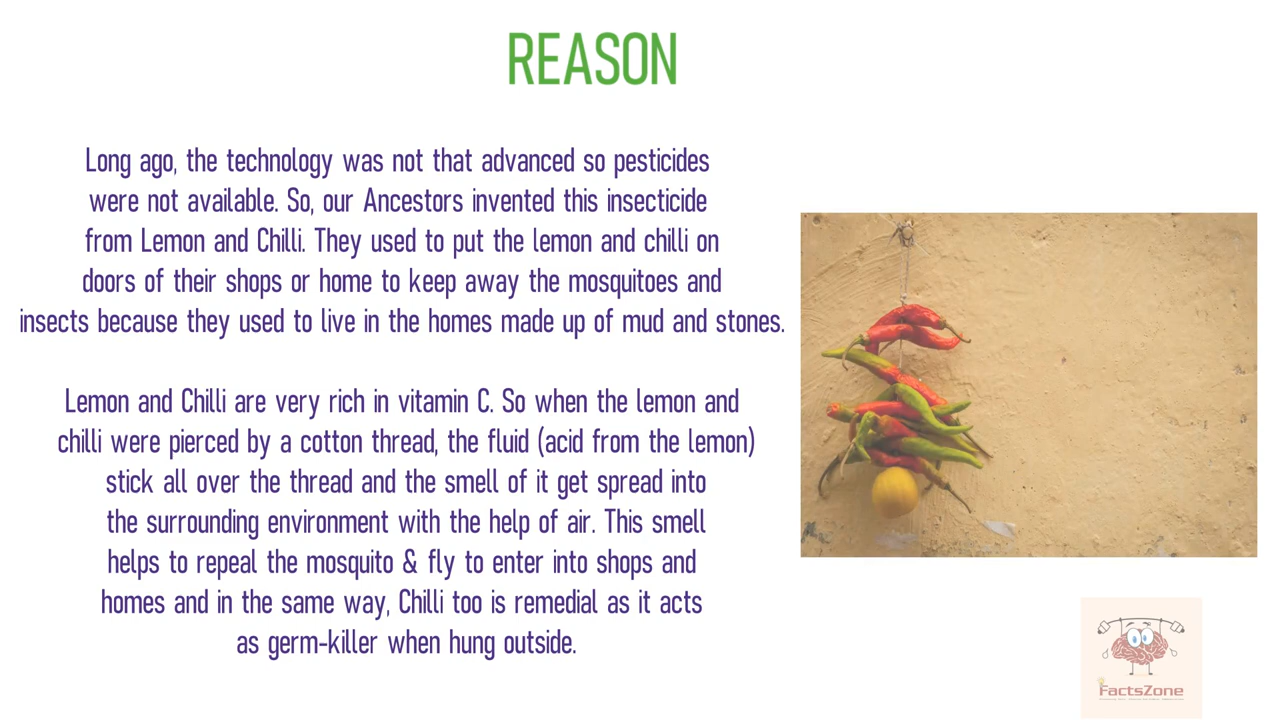 REASON
Long ago, the technology was not that advanced so pesticides
were not available. So, our Ancestors invented this insecticide
from Lemon and Chilli. They used to put the lemon and chilli on
doors of their shops or home to keep away the mosquitoes and
insects because they used to live in the homes made up of mud and stones.
Lemon and Chilli are very rich in vitamin C. So when the lemon and
chilli were pierced by a cotton thread, the fluid (acid from the lemon)
stick all over the thread and the smell of it get spread into
the surrounding environment with the help of air. This smell
helps to repeal the mosquito & fly to enter into shops and
homes and in the same way, Chilli too is remedial as it acts
as germ-killer when hung outside.
FactsZone